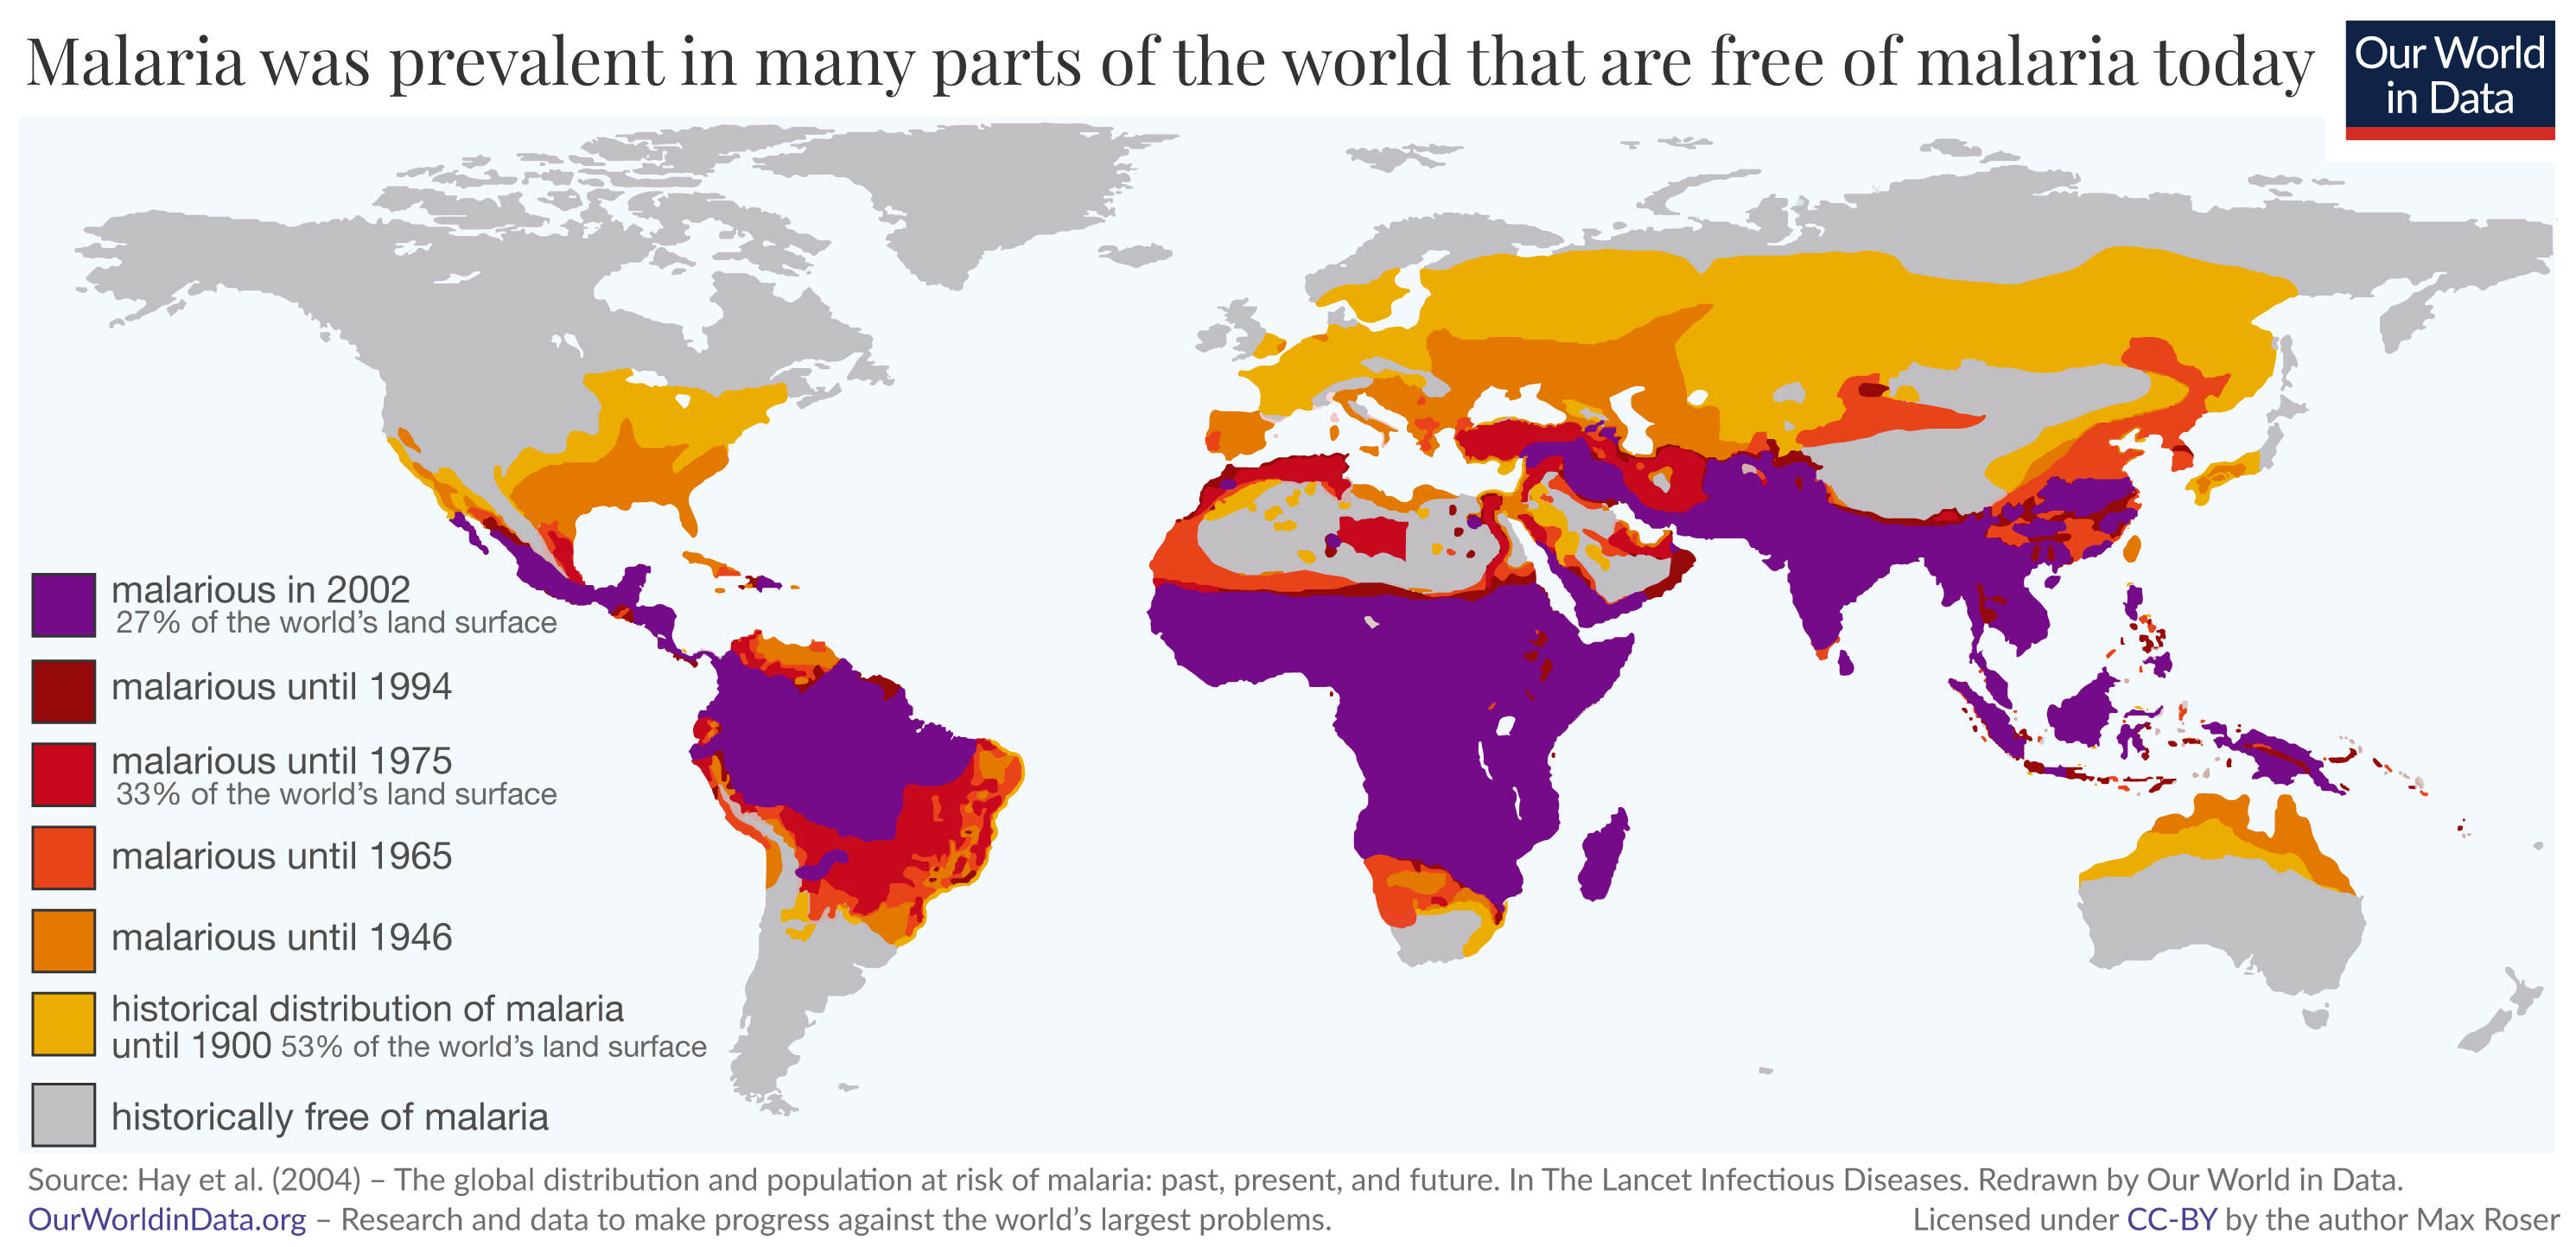 Malaria was prevalent in many parts of the world that are free of malaria today
Our World
in Data
malarious in 2002
27% of the world's land surface
malarious until 1994
malarious until 1975
33% of the world's land surface
malarious until 1965
malarious until 1946
historical distribution of malaria
until 1900 53% of the world's land surface
historically free of malaria
Source: Hay et al. (2004) – The global distribution and population at risk of malaria: past, present, and future. In The Lancet Infectious Diseases. Redrawn by Our World in Data.
OurWorldinData.org – Research and data to make progress against the world's largest problems.
Licensed under CC-BY by the author Max Roser